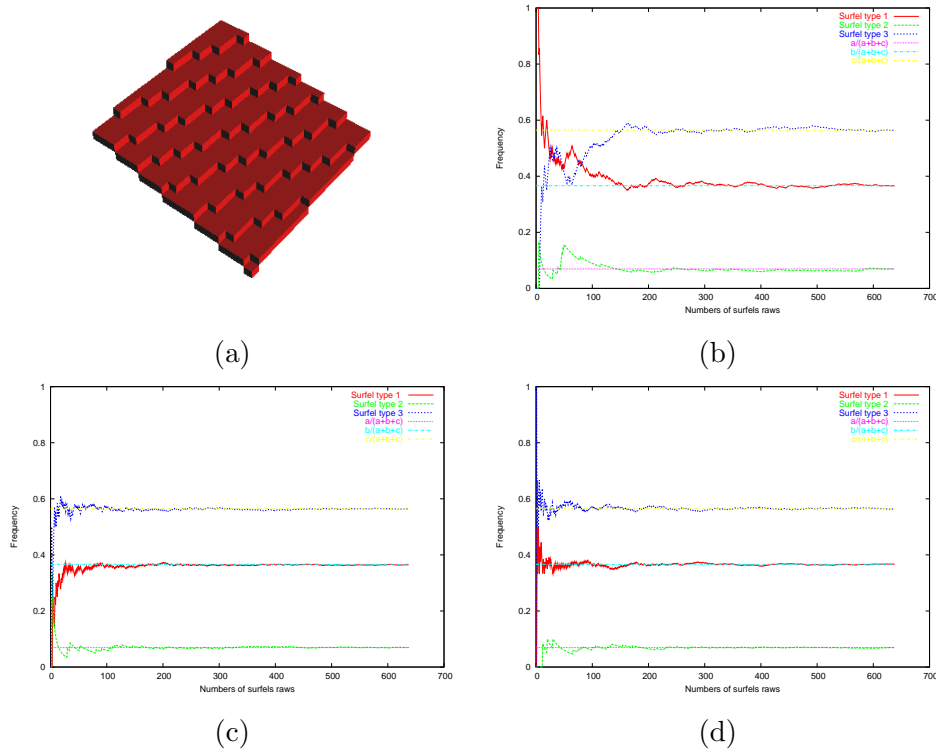 (a)
Surfel type 1
Surfel type 2
Surfel type 3
a/(a+b+c)
b/(a+b+c)
c/(a+b+c)
1
0.8
0.6
0.4
0.2
0
Frequency
0 100 200 300 400 500 600 700
Numbers of surfels raws
(b)
Surfel type 1
Surfel type 2
Surfel type 3
a/(a+b+c)
b/(a+b+c)
c/(a+b+c)
1
0.8
0.6
0.4
0.2
0
Frequency
0 100 200 300 400 500 600 700
Numbers of surfels raws
(c)
Surfel type 1
Surfel type 2
Surfel type 3
a/(a+b+c)
b/(a+b+c)
c/(a+b+c)
1
0.8
0.6
0.4
0.2
0
Frequency
0 100 200 300 400 500 600 700
Numbers of surfels raws
(d)